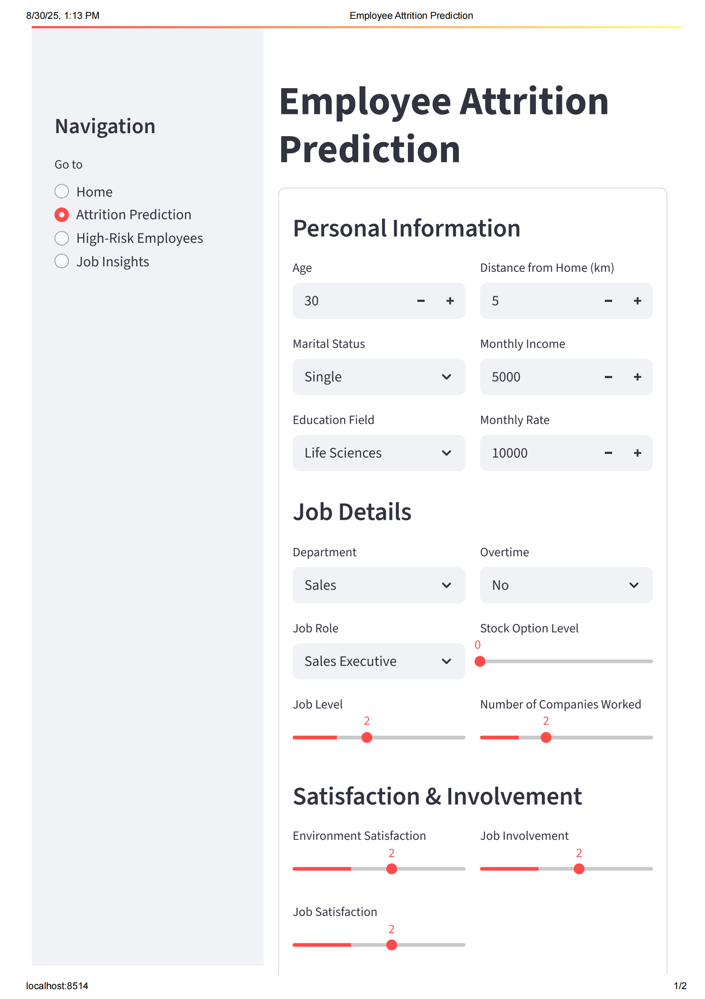 8/30/25, 1:13 PM
Employee Attrition Prediction
Navigation
Go to
Home
Attrition Prediction
High-Risk Employees
Job Insights
Employee Attrition
Prediction
Personal Information
Age
Distance from Home (km)
30
5
Marital Status
Monthly Income
Single
5000
Education Field
Monthly Rate
Life Sciences
10000
Job Details
Department
Overtime
Sales
No
Job Role
Stock Option Level
Sales Executive
0
Job Level
Number of Companies Worked
2
2
Satisfaction & Involvement
Environment Satisfaction
Job Involvement
2
2
Job Satisfaction
2
localhost:8514
1/2